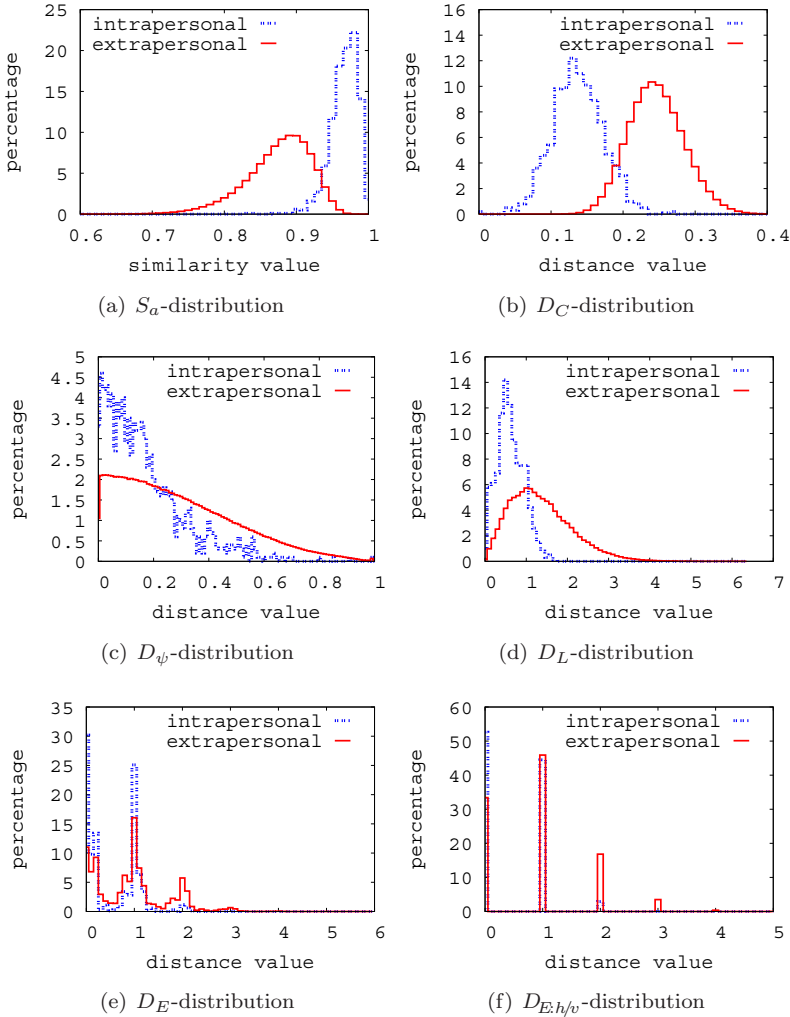 25
20
15
10
5
0
0.6 0.7 0.8 0.9 1
percentage
similarity value
intrapersonal
extrapersonal
(a) S_a-distribution
16
14
12
10
8
6
4
2
0
0 0.1 0.2 0.3 0.4
percentage
distance value
intrapersonal
extrapersonal
(b) D_C-distribution
5
4.5
4
3.5
3
2.5
2
1.5
1
0.5
0
0 0.2 0.4 0.6 0.8 1
percentage
distance value
intrapersonal
extrapersonal
(c) D_ψ-distribution
16
14
12
10
8
6
4
2
0
0 1 2 3 4 5 6 7
percentage
distance value
intrapersonal
extrapersonal
(d) D_L-distribution
35
30
25
20
15
10
5
0
0 1 2 3 4 5 6
percentage
distance value
intrapersonal
extrapersonal
(e) D_E-distribution
60
50
40
30
20
10
0
0 1 2 3 4 5
percentage
distance value
intrapersonal
extrapersonal
(f) D_{E:h/v}-distribution